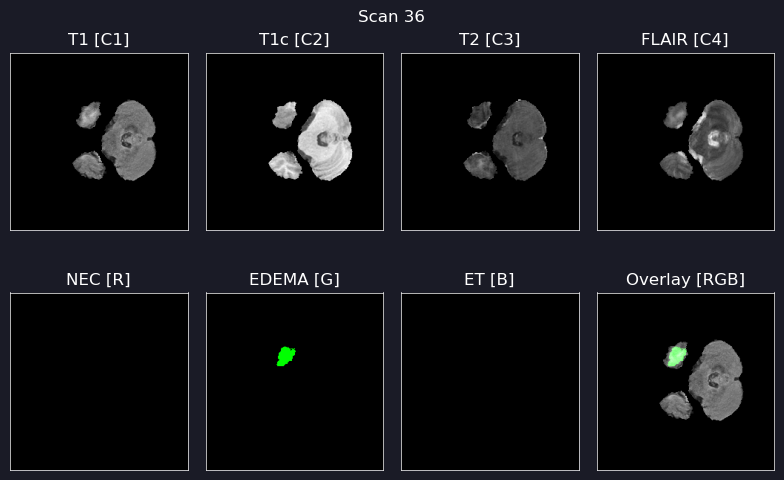 Scan 36
T1 [C1]
T1c [C2]
T2 [C3]
FLAIR [C4]
NEC [R]
EDEMA [G]
ET [B]
Overlay [RGB]